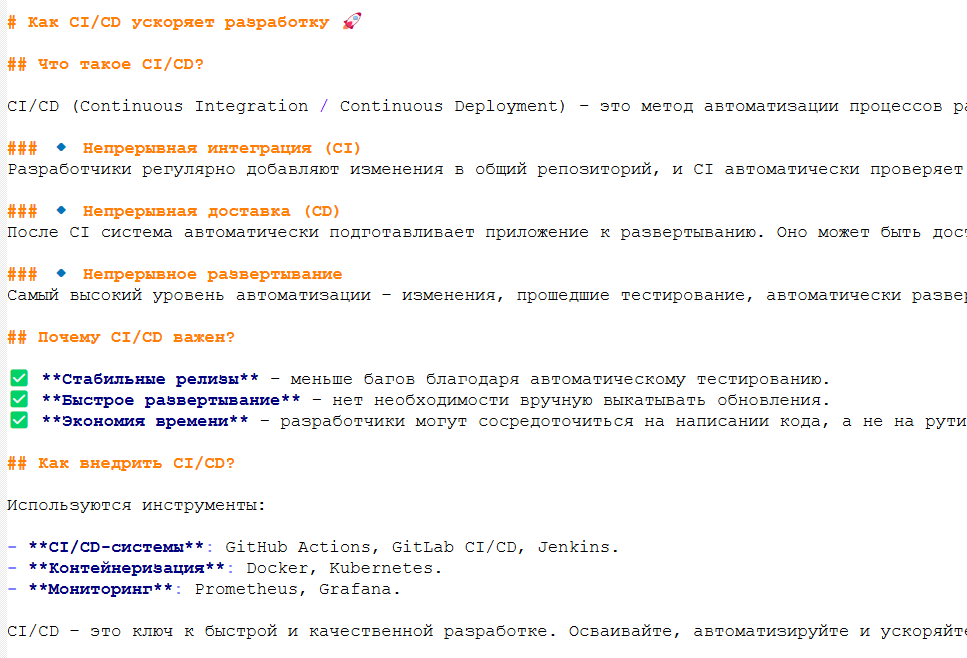 # Как CI/CD ускоряет разработку 🚀
## Что такое CI/CD?
CI/CD (Continuous Integration / Continuous Deployment) – это метод автоматизации процессов
### 🔹 Непрерывная интеграция (CI)
Разработчики регулярно добавляют изменения в общий репозиторий, и CI автоматически проверяет
### 🔹 Непрерывная доставка (CD)
После CI система автоматически подготавливает приложение к развертыванию. Оно может быть
### 🔹 Непрерывное развертывание
Самый высокий уровень автоматизации – изменения, прошедшие тестирование, автоматически
## Почему CI/CD важен?
✅ **Стабильные релизы** – меньше багов благодаря автоматическому тестированию.
✅ **Быстрое развертывание** – нет необходимости вручную выкатывать обновления.
✅ **Экономия времени** – разработчики могут сосредоточиться на написании кода, а не на
## Как внедрить CI/CD?
Используются инструменты:
- **CI/CD-системы**: GitHub Actions, GitLab CI/CD, Jenkins.
- **Контейнеризация**: Docker, Kubernetes.
- **Мониторинг**: Prometheus, Grafana.
CI/CD – это ключ к быстрой и качественной разработке. Осваивайте, автоматизируйте и